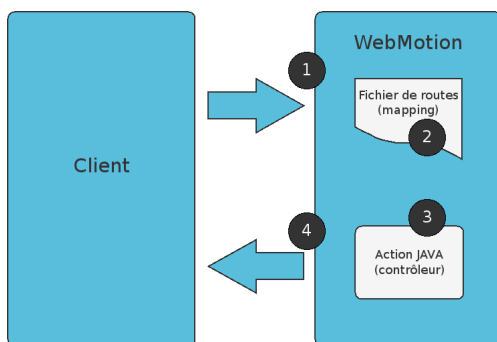 Client
1
WebMotion
Fichier de routes
(mapping)
2
3
Action JAVA
(contrôleur)
4